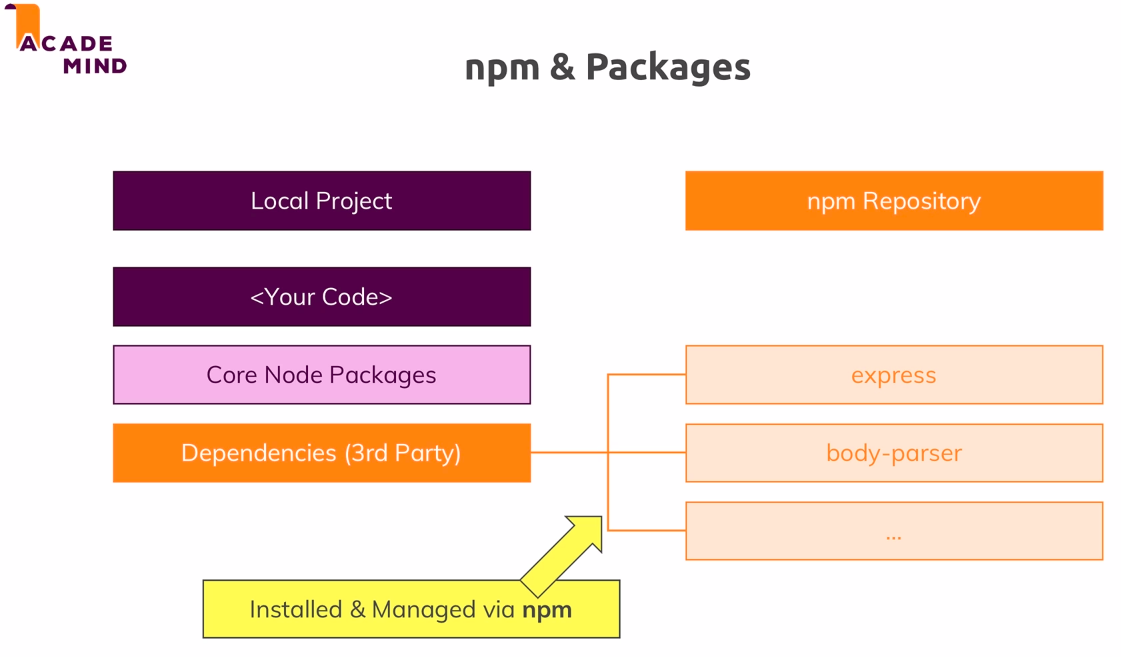 ACADE
MIND
npm & Packages
Local Project
npm Repository
<Your Code>
Core Node Packages
express
Dependencies (3rd Party)
body-parser
...
Installed & Managed via npm